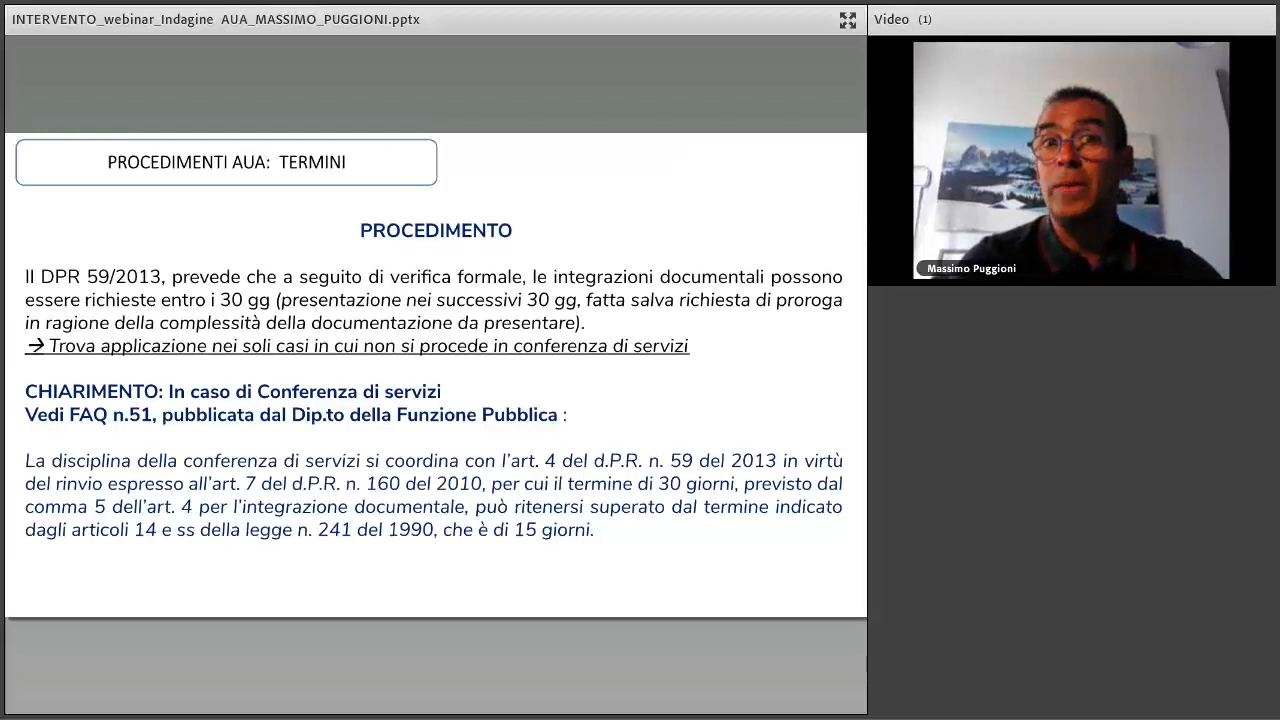 INTERVENTO_webinar_Indagine AUA_MASSIMO_PUGGIONI.pptx
Video (1)
PROCEDIMENTI AUA: TERMINI
PROCEDIMENTO
Il DPR 59/2013, prevede che a seguito di verifica formale, le integrazioni documentali possono
essere richieste entro i 30 gg (presentazione nei successivi 30 gg, fatta salva richiesta di proroga
in ragione della complessità della documentazione da presentare).
→ Trova applicazione nei soli casi in cui non si procede in conferenza di servizi
CHIARIMENTO: In caso di Conferenza di servizi
Vedi FAQ n.51, pubblicata dal Dip.to della Funzione Pubblica :
La disciplina della conferenza di servizi si coordina con l’art. 4 del d.P.R. n. 59 del 2013 in virtù
del rinvio espresso all’art. 7 del d.P.R. n. 160 del 2010, per cui il termine di 30 giorni, previsto dal
comma 5 dell’art. 4 per l’integrazione documentale, può ritenersi superato dal termine indicato
dagli articoli 14 e ss della legge n. 241 del 1990, che è di 15 giorni.
Massimo Puggioni